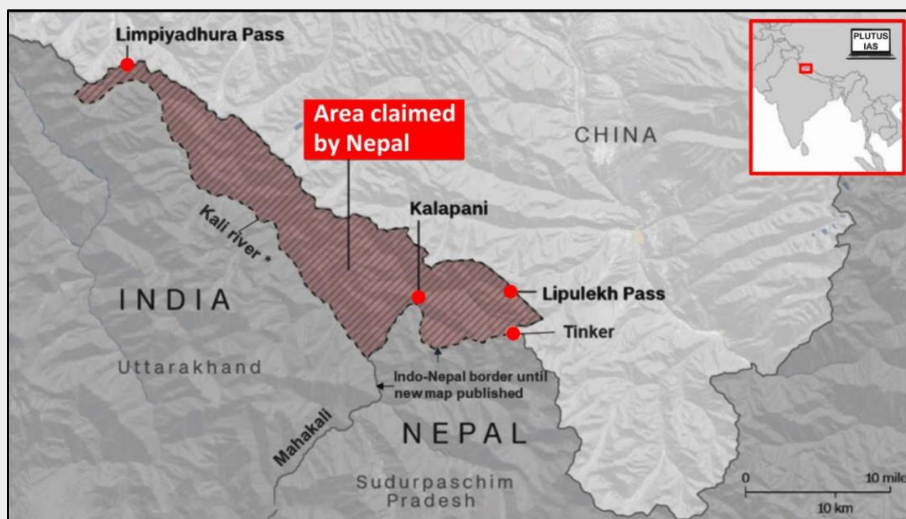 Limpiyadhura Pass
PLUTUS
IAS
Area claimed
by Nepal
CHINA
Kalapani
Kali river *
INDIA
Lipulekh Pass
Tinker
Uttarakhand
Indo-Nepal border until
new map published
Mahakali
NEPAL
Sudurpaschim
Pradesh
0
10 mile
10 km